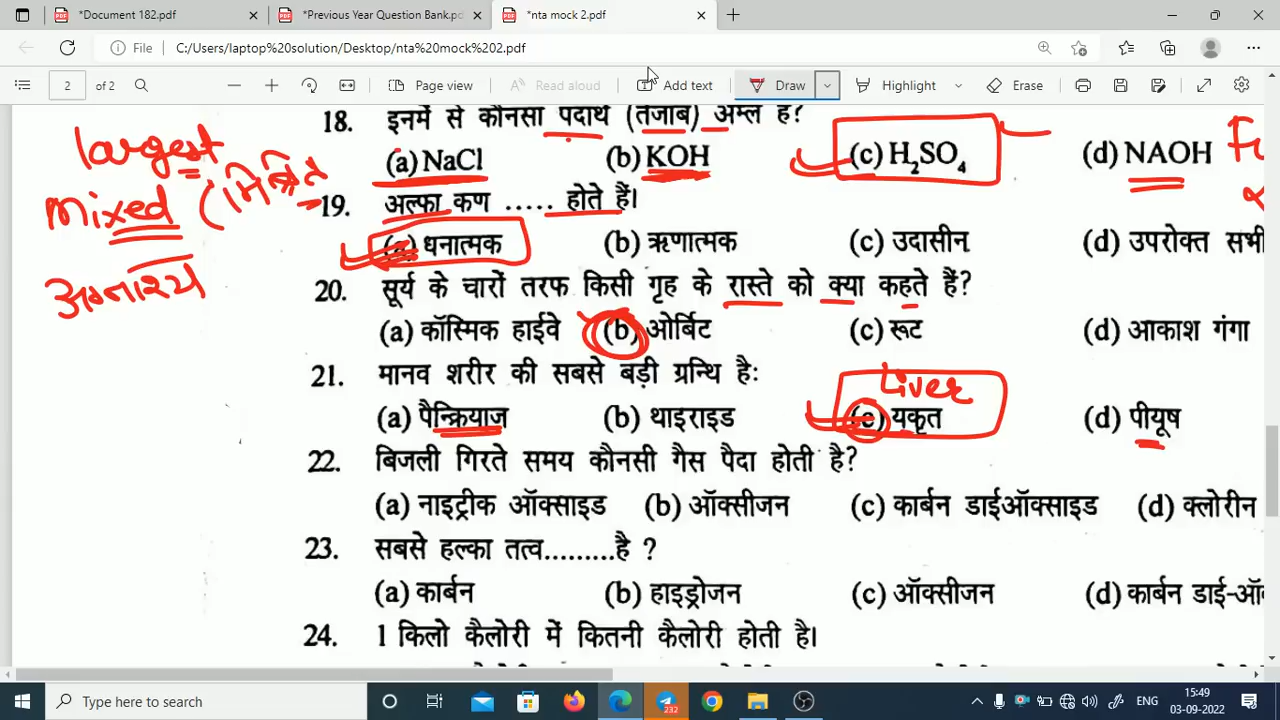 *Document 182.pdf
*Previous Year Question Bank.pd
*nta mock 2.pdf
File C:/Users/laptop%20solution/Desktop/nta%20mock%202.pdf
2 of 2 Page view Read aloud Add text Draw Highlight Erase
18. इनमें से कौनसा पदार्थ (तेजाब) अम्ल है?
(a) NaCl (b) KOH (c) H2SO4 (d) NAOH
largest
mixed (मिश्रित
19. अल्फा कण ..... होते हैं।
(a) धनात्मक (b) ऋणात्मक (c) उदासीन (d) उपरोक्त सभी
अग्नाश्य
20. सूर्य के चारों तरफ किसी गृह के रास्ते को क्या कहते हैं?
(a) कॉस्मिक हाईवे (b) ओर्बिट (c) रूट (d) आकाश गंगा
21. मानव शरीर की सबसे बड़ी ग्रन्थि है:
Liver
(a) पैन्क्रियाज (b) थाइराइड (c) यकृत (d) पीयूष
22. बिजली गिरते समय कौनसी गैस पैदा होती है?
(a) नाइट्रीक ऑक्साइड (b) ऑक्सीजन (c) कार्बन डाईऑक्साइड (d) क्लोरीन
23. सबसे हल्का तत्व.........है ?
(a) कार्बन (b) हाइड्रोजन (c) ऑक्सीजन (d) कार्बन डाई-ऑ
24. 1 किलो कैलोरी में कितनी कैलोरी होती है।
Type here to search
232
ENG
15:49
03-09-2022